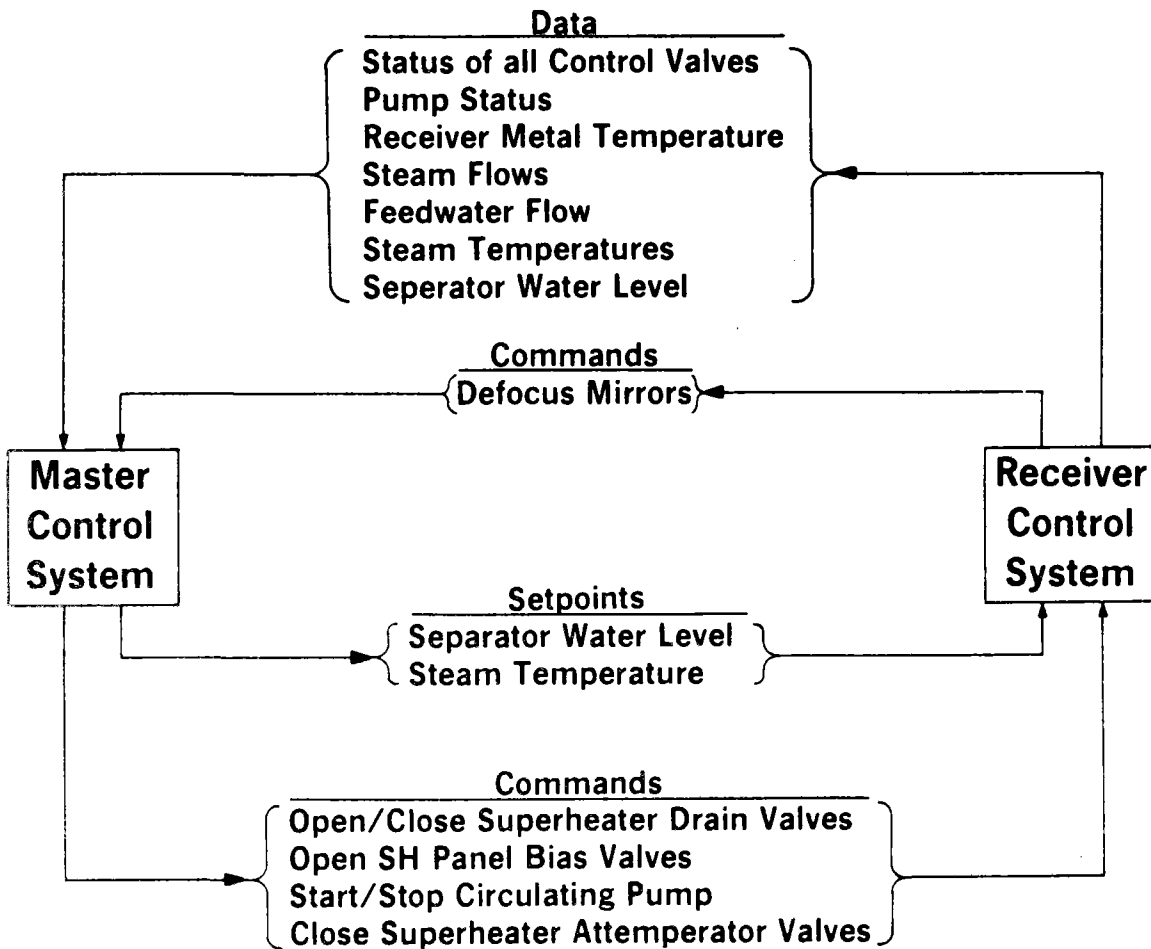 Data
Status of all Control Valves
Pump Status
Receiver Metal Temperature
Steam Flows
Feedwater Flow
Steam Temperatures
Seperator Water Level
Commands
Defocus Mirrors
Master
Control
System
Receiver
Control
System
Setpoints
Separator Water Level
Steam Temperature
Commands
Open/Close Superheater Drain Valves
Open SH Panel Bias Valves
Start/Stop Circulating Pump
Close Superheater Attemperator Valves